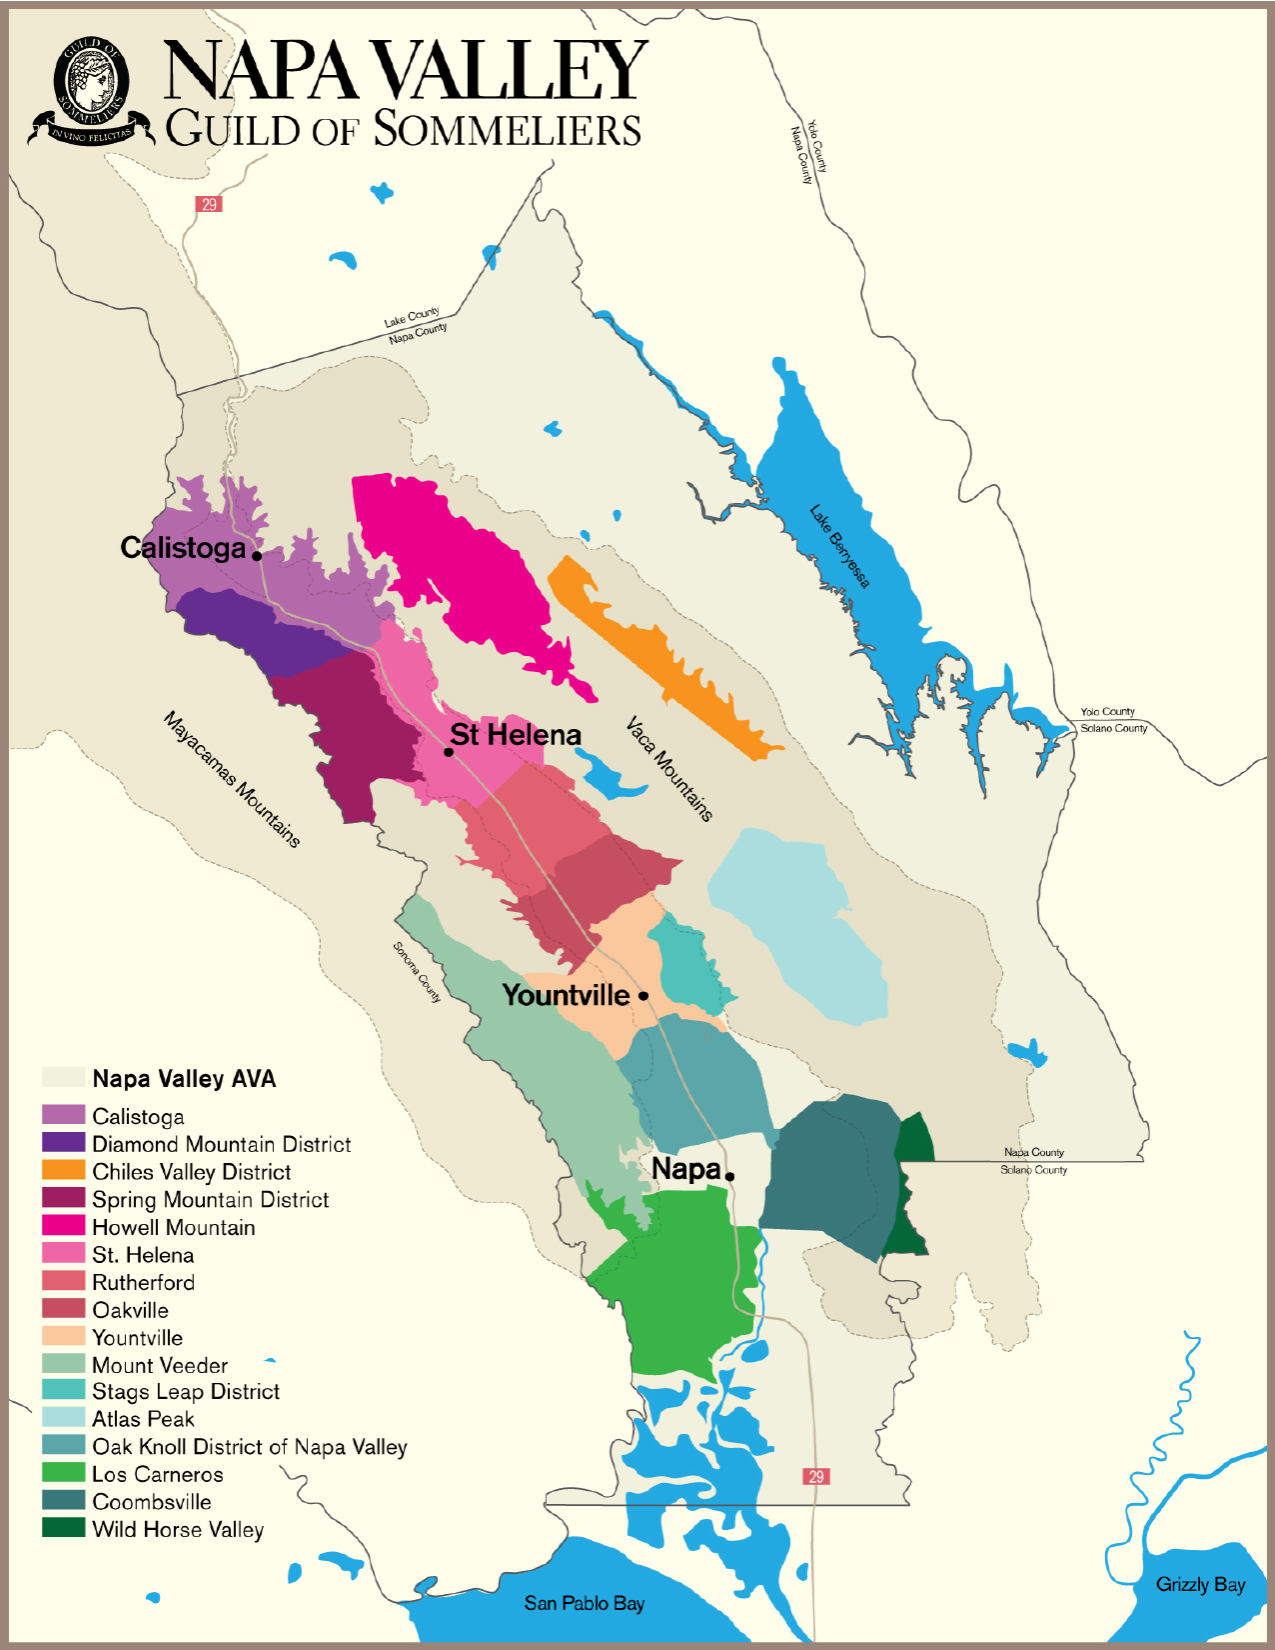 NAPA VALLEY
GUILD OF SOMMELIERS
GUILD OF
SOMMELIERS
IN VINO FELICITAS
Yolo County
Napa County
29
Lake County
Napa County
Lake Berryessa
Calistoga
Mayacamas Mountains
St Helena
Vaca Mountains
Yolo County
Solano County
Sonoma County
Yountville
Napa
Napa County
Solano County
Napa Valley AVA
Calistoga
Diamond Mountain District
Chiles Valley District
Spring Mountain District
Howell Mountain
St. Helena
Rutherford
Oakville
Yountville
Mount Veeder
Stags Leap District
Atlas Peak
Oak Knoll District of Napa Valley
Los Carneros
Coombsville
Wild Horse Valley
29
San Pablo Bay
Grizzly Bay